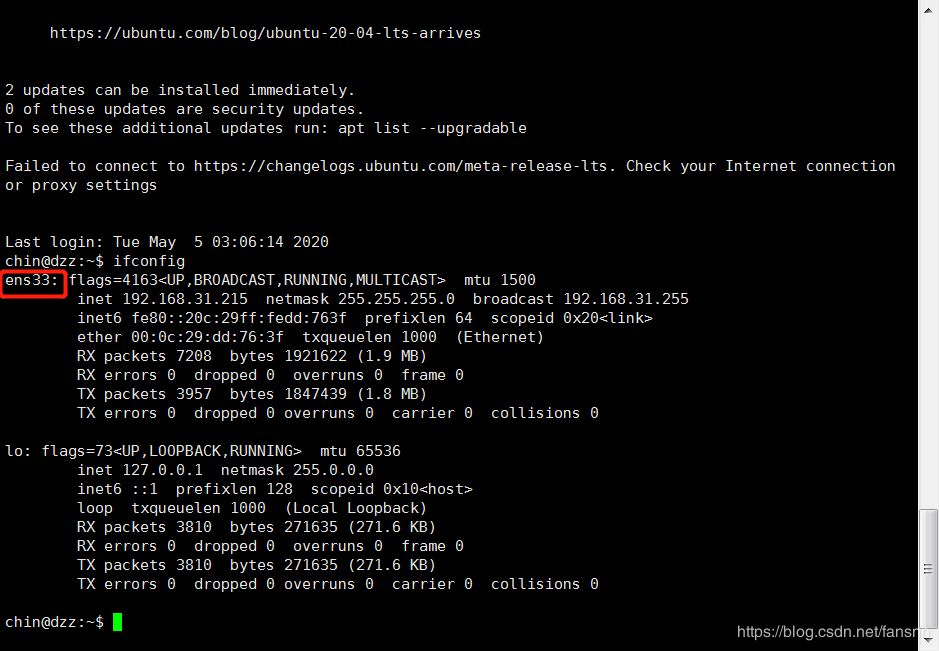 https://ubuntu.com/blog/ubuntu-20-04-lts-arrives
2 updates can be installed immediately.
0 of these updates are security updates.
To see these additional updates run: apt list --upgradable
Failed to connect to https://changelogs.ubuntu.com/meta-release-lts. Check your Internet connection
or proxy settings
Last login: Tue May  5 03:06:14 2020
chin@dzz:~$ ifconfig
ens33: flags=4163<UP,BROADCAST,RUNNING,MULTICAST>  mtu 1500
inet 192.168.31.215  netmask 255.255.255.0  broadcast 192.168.31.255
inet6 fe80::20c:29ff:fedd:763f  prefixlen 64  scopeid 0x20<link>
ether 00:0c:29:dd:76:3f  txqueuelen 1000  (Ethernet)
RX packets 7208  bytes 1921622 (1.9 MB)
RX errors 0  dropped 0  overruns 0  frame 0
TX packets 3957  bytes 1847439 (1.8 MB)
TX errors 0  dropped 0 overruns 0  carrier 0  collisions 0
lo: flags=73<UP,LOOPBACK,RUNNING>  mtu 65536
inet 127.0.0.1  netmask 255.0.0.0
inet6 ::1  prefixlen 128  scopeid 0x10<host>
loop  txqueuelen 1000  (Local Loopback)
RX packets 3810  bytes 271635 (271.6 KB)
RX errors 0  dropped 0  overruns 0  frame 0
TX packets 3810  bytes 271635 (271.6 KB)
TX errors 0  dropped 0 overruns 0  carrier 0  collisions 0
chin@dzz:~$